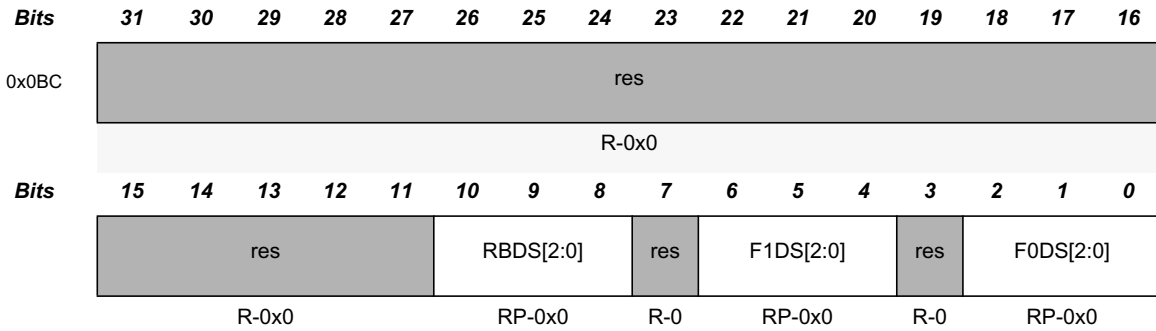 Bits 31 30 29 28 27 26 25 24 23 22 21 20 19 18 17 16
0x0BC res
R-0x0
Bits 15 14 13 12 11 10 9 8 7 6 5 4 3 2 1 0
res RBDS[2:0] res F1DS[2:0] res F0DS[2:0]
R-0x0 RP-0x0 R-0 RP-0x0 R-0 RP-0x0